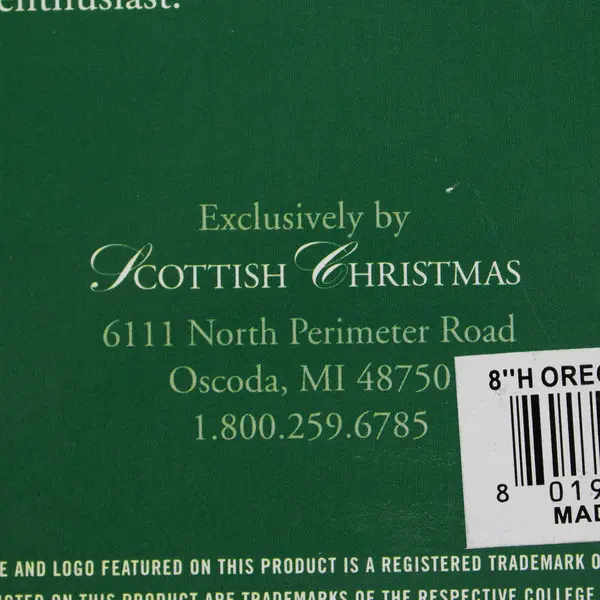 enthusiast.
Exclusively by
SCOTTISH CHRISTMAS
6111 North Perimeter Road
Oscoda, MI 48750
1.800.259.6785
8"H OREG
8 019
MAD
E AND LOGO FEATURED ON THIS PRODUCT IS A REGISTERED TRADEMARK O
ON THIS PRODUCT ARE TRADEMARKS OF THE RESPECTIVE COLLEGE